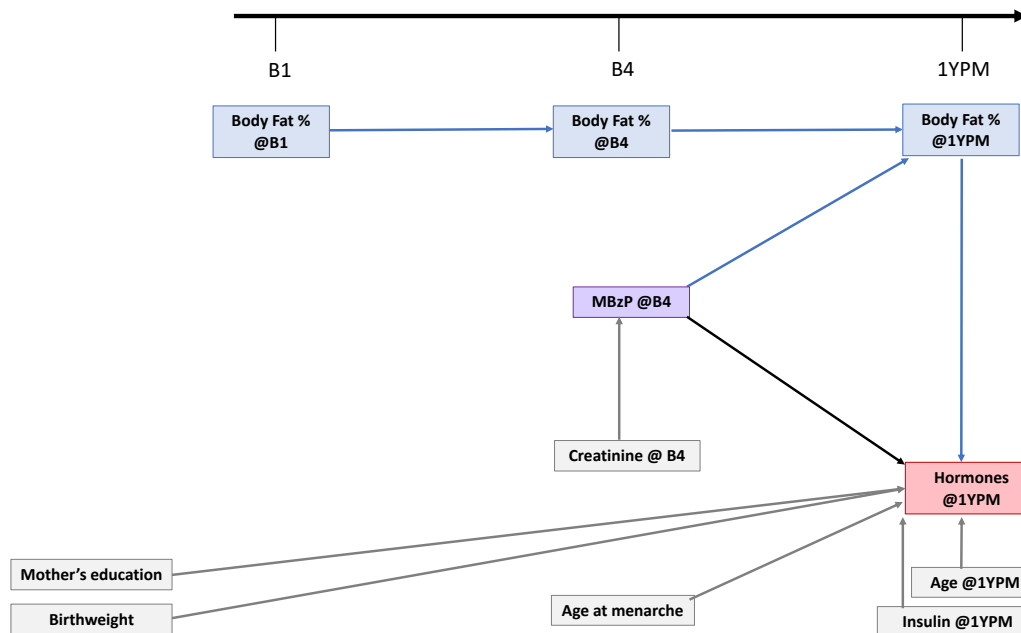 B1
B4
1YPM
Body Fat %
@B1
Body Fat %
@B4
Body Fat %
@1YPM
MBzP @B4
Creatinine @ B4
Hormones
@1YPM
Mother’s education
Birthweight
Age at menarche
Age @1YPM
Insulin @1YPM